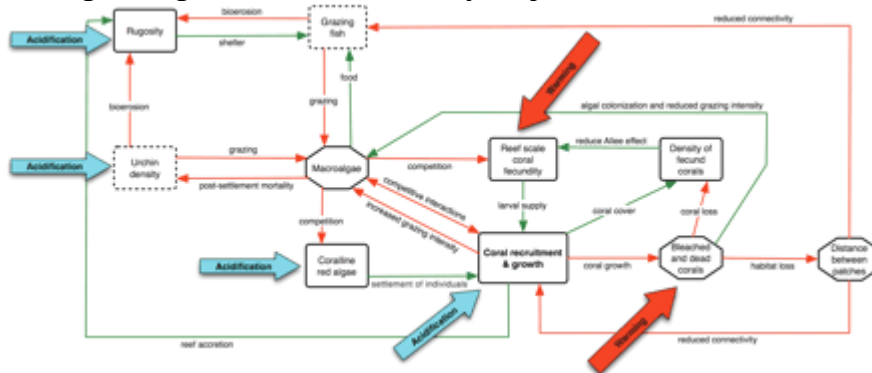 bioerosion
Grazing
fish
reduced connectivity
Rugosity
Acidification
shelter
Warming
food
bioerosion
grazing
algal colonization and reduced grazing intensity
Acidification
Urchin
density
grazing
Macroalgae
competition
Reef scale
coral
fecundity
reduce Allee effect
Density of
fecund
corals
post-settlement mortality
competitive interactions
increased grazing intensity
larval supply
coral cover
coral loss
competition
Acidification
Coralline
red algae
settlement of individuals
Coral recruitment
& growth
coral growth
Bleached
and dead
corals
habitat loss
Distance
between
patches
Acidification
Warming
reef accretion
reduced connectivity